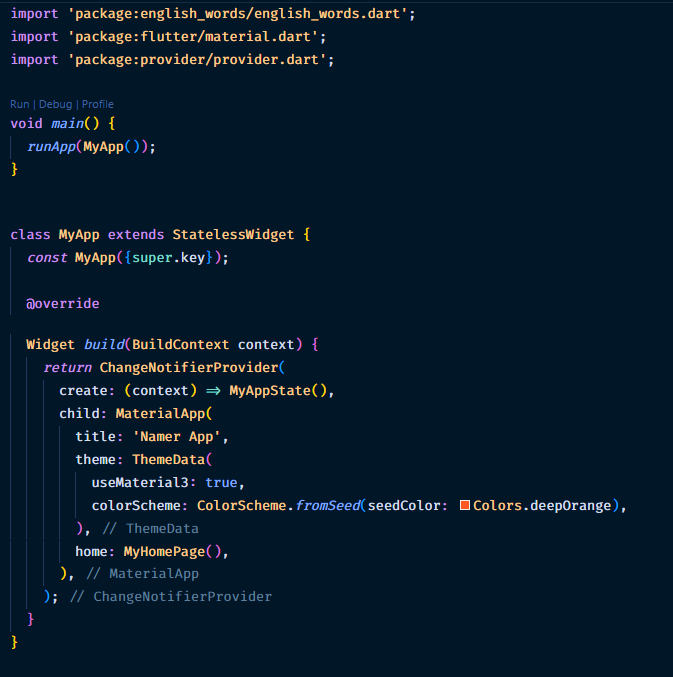 import 'package:english_words/english_words.dart';
import 'package:flutter/material.dart';
import 'package:provider/provider.dart';
Run | Debug | Profile
void main() {
  runApp(MyApp());
}
class MyApp extends StatelessWidget {
  const MyApp({super.key});
  @override
  Widget build(BuildContext context) {
    return ChangeNotifierProvider(
      create: (context) => MyAppState(),
      child: MaterialApp(
        title: 'Namer App',
        theme: ThemeData(
          useMaterial3: true,
          colorScheme: ColorScheme.fromSeed(seedColor: Colors.deepOrange),
        ), // ThemeData
        home: MyHomePage(),
      ), // MaterialApp
    ); // ChangeNotifierProvider
  }
}